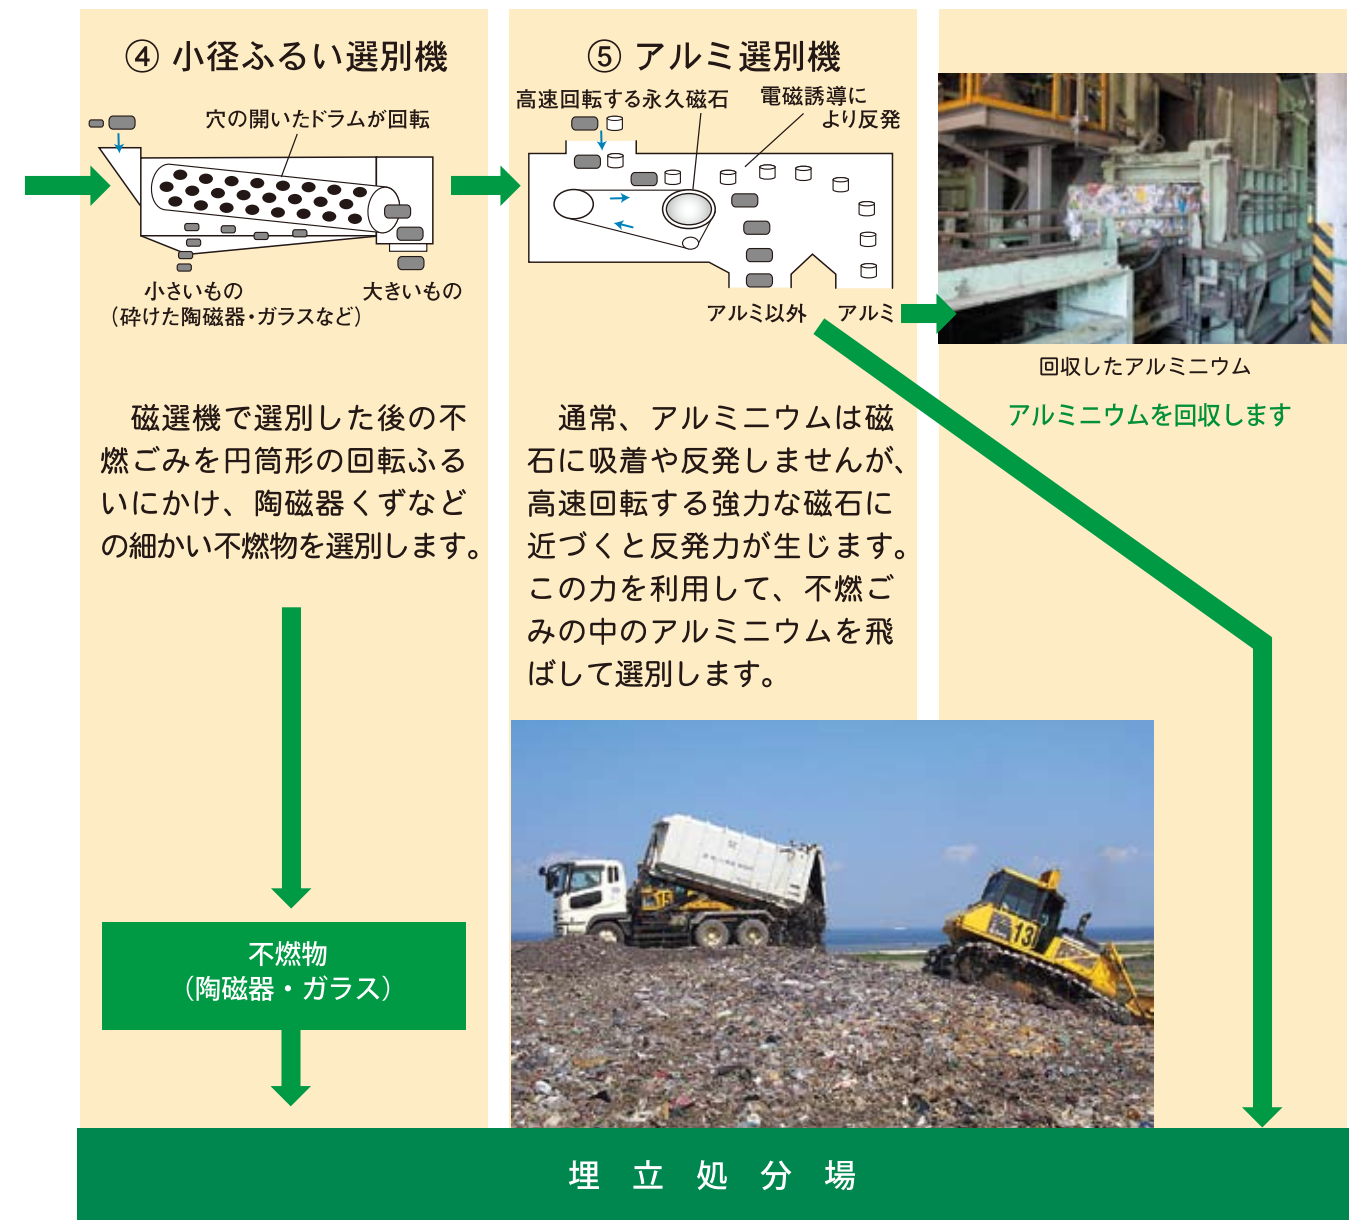 ④ 小径ふるい選別機
穴の開いたドラムが回転
小さいもの
（砕けた陶磁器・ガラスなど）
大きいもの
磁選機で選別した後の不
燃ごみを円筒形の回転ふる
いにかけ、陶磁器くずなど
の細かい不燃物を選別します。
不燃物
（陶磁器・ガラス）
⑤ アルミ選別機
高速回転する永久磁石
電磁誘導に
より反発
アルミ以外
アルミ
通常、アルミニウムは磁
石に吸着や反発しませんが、
高速回転する強力な磁石に
近づくと反発力が生じます。
この力を利用して、不燃ご
みの中のアルミニウムを飛
ばして選別します。
回収したアルミニウム
アルミニウムを回収します
13
埋立処分場